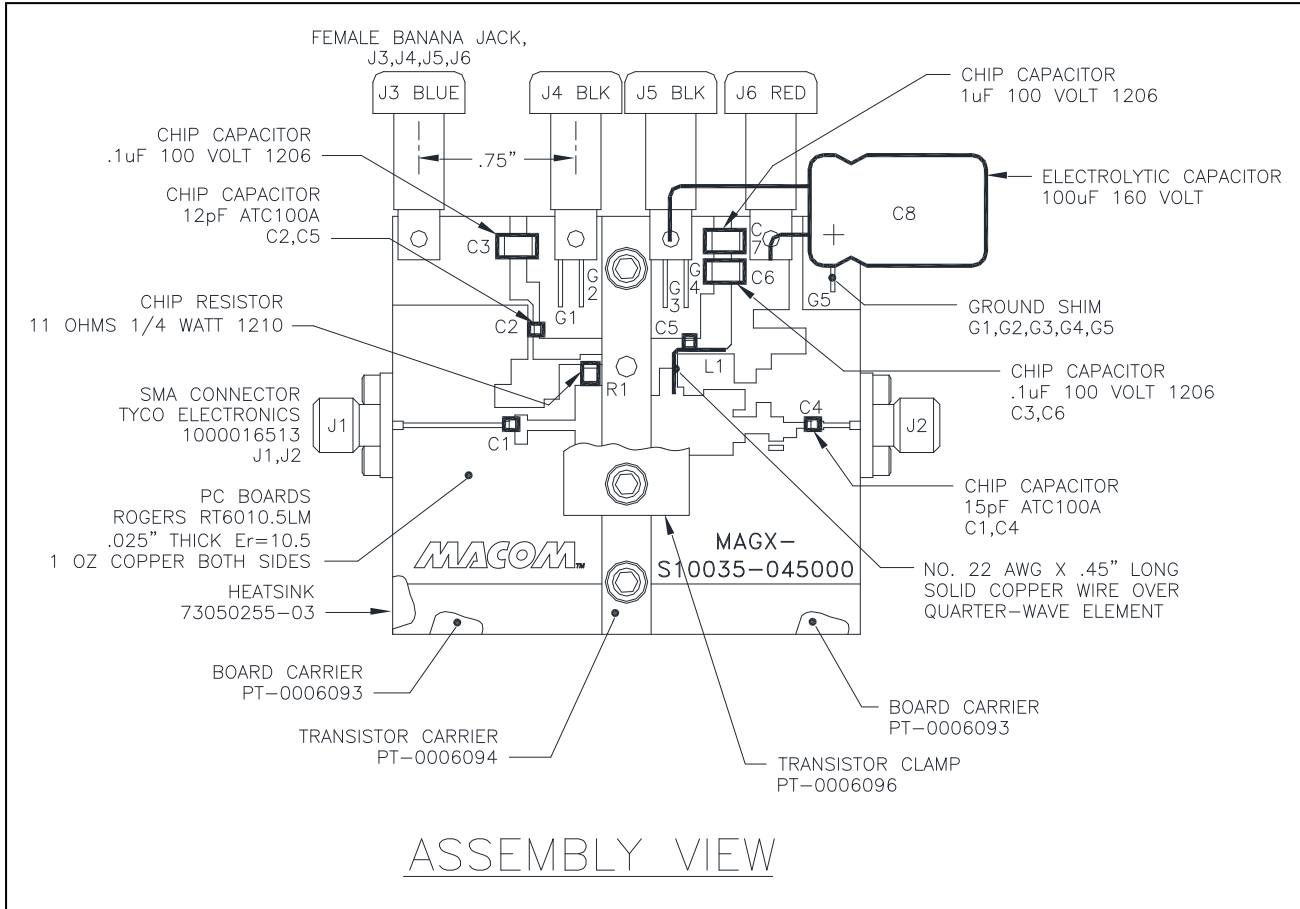 FEMALE BANANA JACK,
J3,J4,J5,J6
J3 BLUE
J4 BLK
J5 BLK
J6 RED
.75"
CHIP CAPACITOR
.1uF 100 VOLT 1206
CHIP CAPACITOR
12pF ATC100A
C2,C5
CHIP RESISTOR
11 OHMS 1/4 WATT 1210
SMA CONNECTOR
TYCO ELECTRONICS
1000016513
J1,J2
PC BOARDS
ROGERS RT6010.5LM
.025" THICK Er=10.5
1 OZ COPPER BOTH SIDES
HEATSINK
73050255-03
BOARD CARRIER
PT-0006093
TRANSISTOR CARRIER
PT-0006094
CHIP CAPACITOR
1uF 100 VOLT 1206
ELECTROLYTIC CAPACITOR
100uF 160 VOLT
GROUND SHIM
G1,G2,G3,G4,G5
CHIP CAPACITOR
.1uF 100 VOLT 1206
C3,C6
CHIP CAPACITOR
15pF ATC100A
C1,C4
NO. 22 AWG X .45" LONG
SOLID COPPER WIRE OVER
QUARTER-WAVE ELEMENT
BOARD CARRIER
PT-0006093
TRANSISTOR CLAMP
PT-0006096
C3
C2
G1
G2
G3
G4
C7
C6
C8
+
G5
C5
L1
R1
J1
C1
C4
J2
MACOM™
MAGX-
S10035-045000
ASSEMBLY VIEW